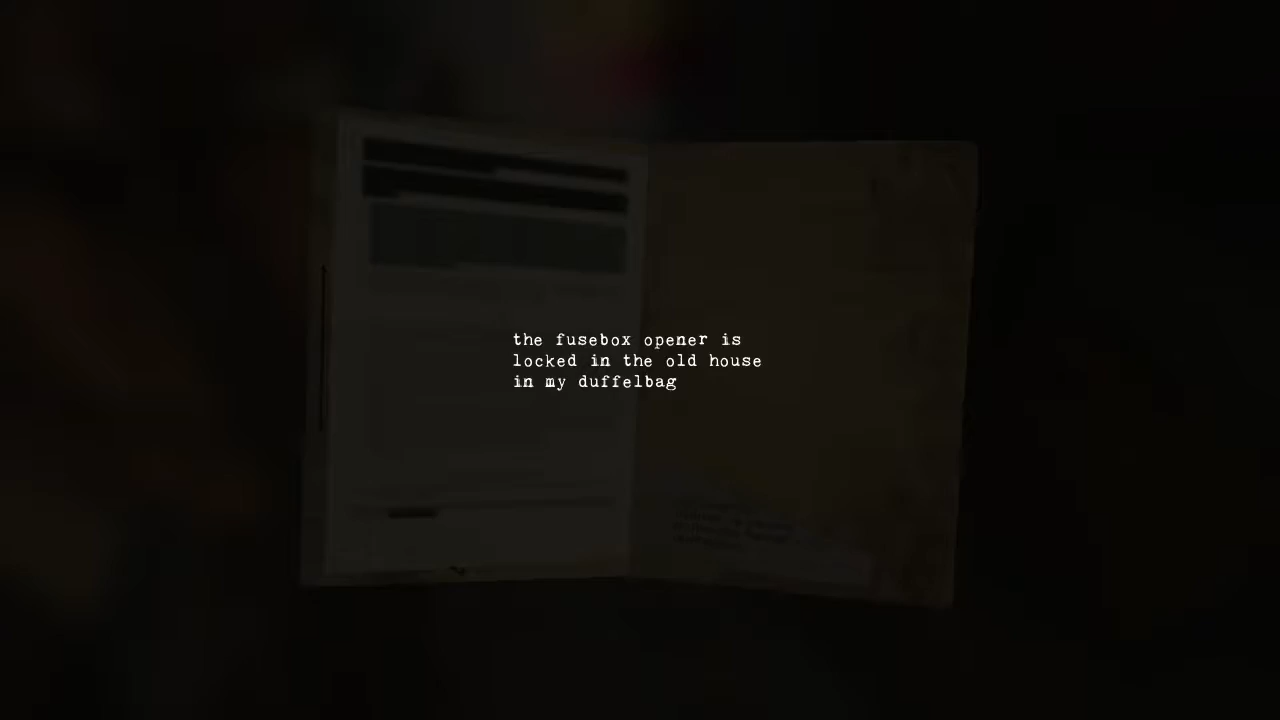 the fusebox opener is
locked in the old house
in my duffelbag